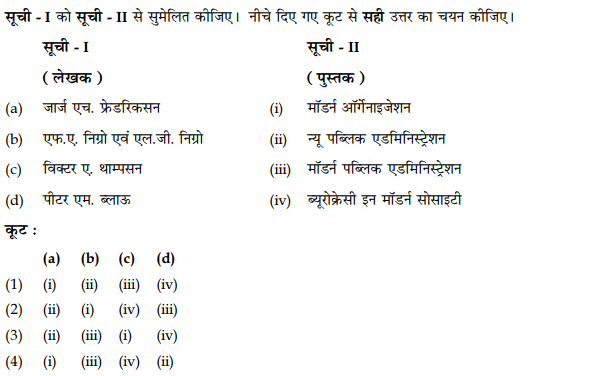 सूची - I को सूची - II से सुमेलित कीजिए। नीचे दिए गए कूट से सही उत्तर का चयन कीजिए।
सूची - I सूची - II
( लेखक ) ( पुस्तक )
(a) जार्ज एच. फ्रेडरिकसन (i) मॉडर्न ऑर्गेनाइजेशन
(b) एफ.ए. निग्रो एवं एल.जी. निग्रो (ii) न्यू पब्लिक एडमिनिस्ट्रेशन
(c) विक्टर ए. थाम्पसन (iii) मॉडर्न पब्लिक एडमिनिस्ट्रेशन
(d) पीटर एम. ब्लाऊ (iv) ब्यूरोक्रेसी इन मॉडर्न सोसाइटी
कूट :
(a) (b) (c) (d)
(1) (i) (ii) (iii) (iv)
(2) (ii) (i) (iv) (iii)
(3) (ii) (iii) (i) (iv)
(4) (i) (iii) (iv) (ii)